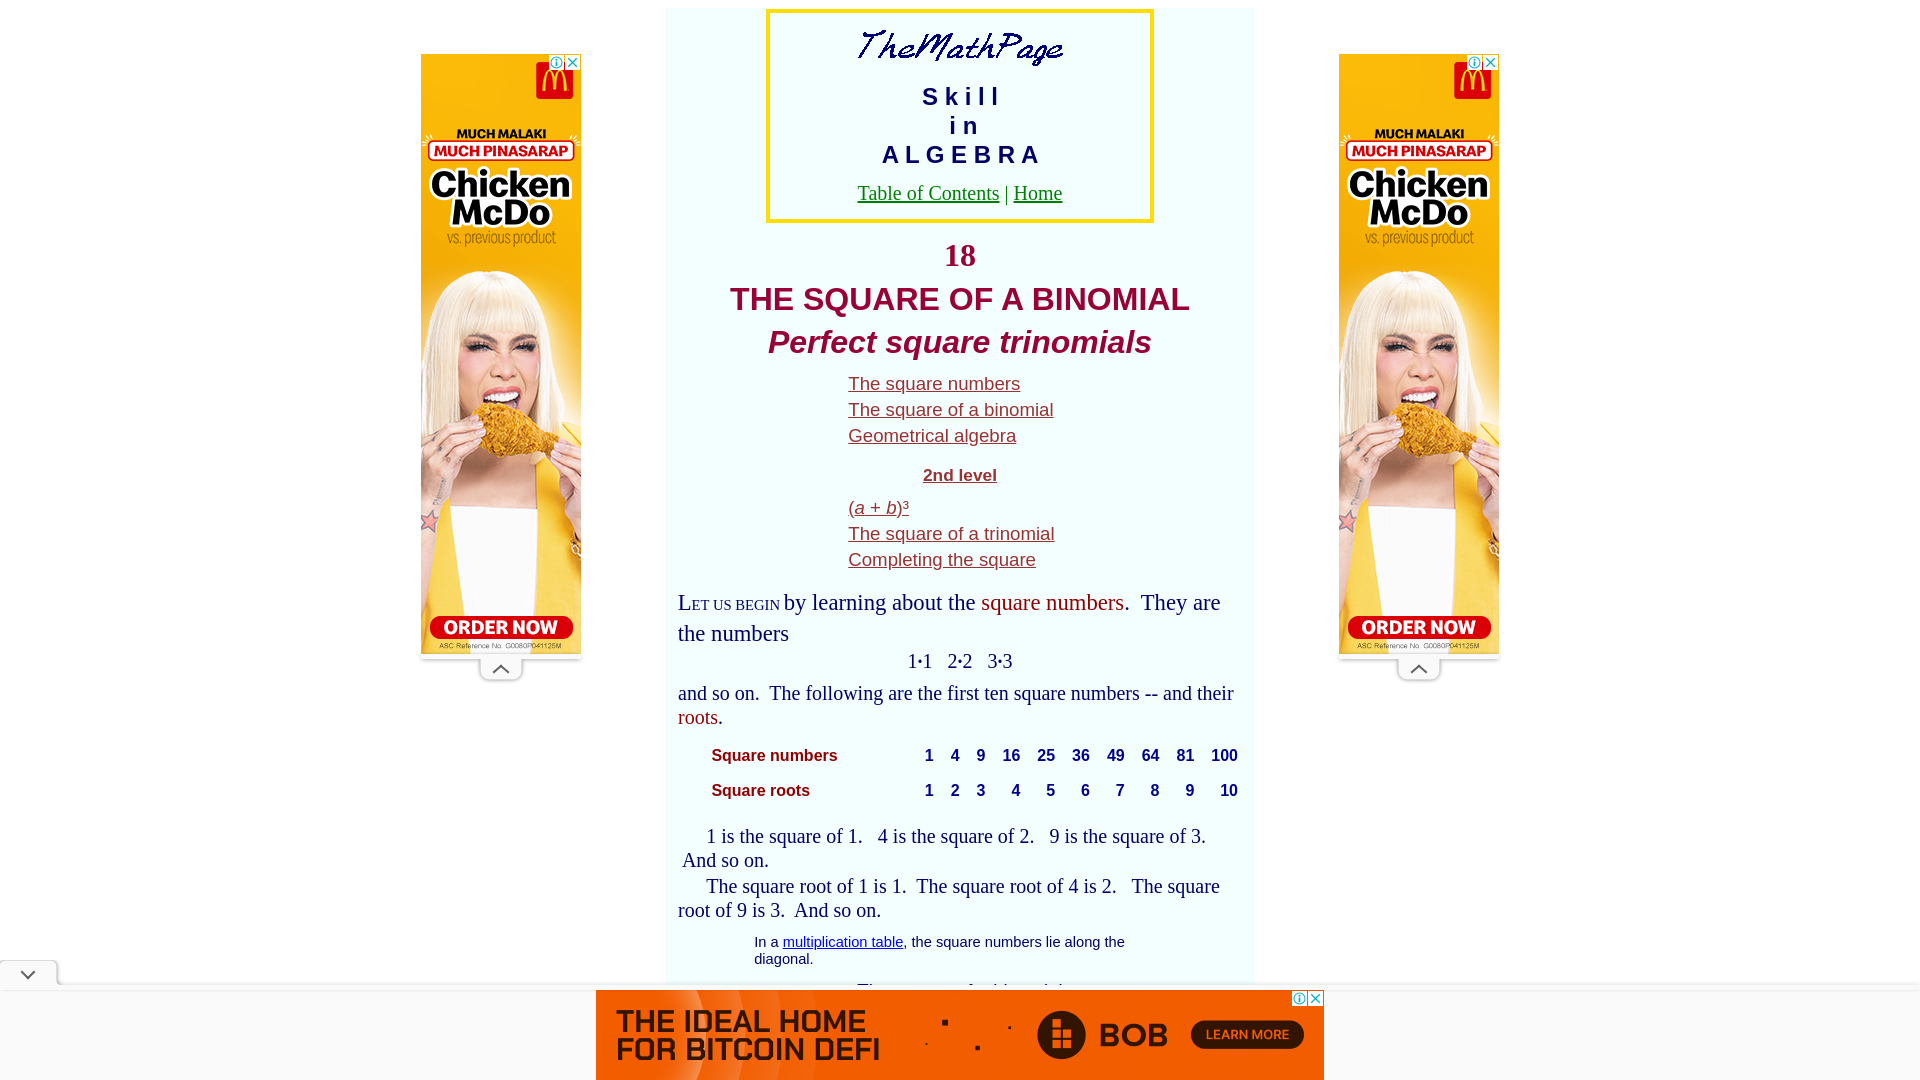 TheMathPage
S k i l l
i n
A L G E B R A
Table of Contents | Home
18
THE SQUARE OF A BINOMIAL
Perfect square trinomials
The square numbers
The square of a binomial
Geometrical algebra
2nd level
(a + b)³
The square of a trinomial
Completing the square
LET US BEGIN by learning about the square numbers. They are
the numbers
1·1 2·2 3·3
and so on. The following are the first ten square numbers -- and their
roots.
Square numbers 1 4 9 16 25 36 49 64 81 100
Square roots 1 2 3 4 5 6 7 8 9 10
1 is the square of 1. 4 is the square of 2. 9 is the square of 3.
And so on.
The square root of 1 is 1. The square root of 4 is 2. The square
root of 9 is 3. And so on.
In a multiplication table, the square numbers lie along the
diagonal.
MUCH MALAKI
MUCH PINASARAP
Chicken
McDo
vs. previous product
ORDER NOW
ASC Reference No. G0080P041125M
MUCH MALAKI
MUCH PINASARAP
Chicken
McDo
vs. previous product
ORDER NOW
ASC Reference No. G0080P041125M
THE IDEAL HOME
FOR BITCOIN DEFI
BOB
LEARN MORE